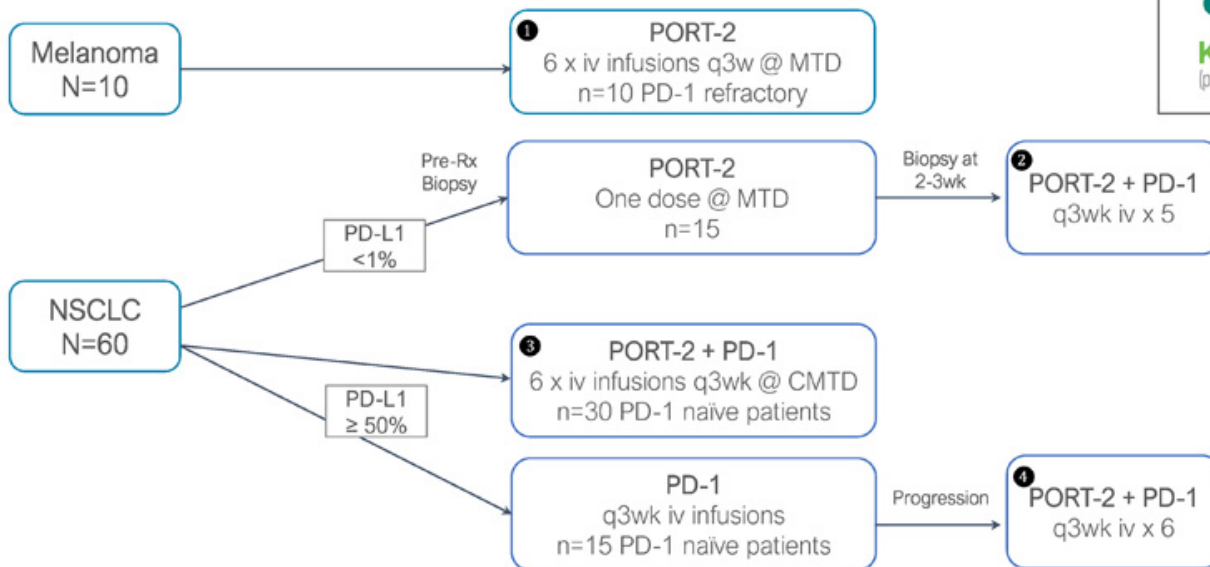 Melanoma
N=10
❶
PORT-2
6 x iv infusions q3w @ MTD
n=10 PD-1 refractory
NSCLC
N=60
PD-L1
<1%
Pre-Rx
Biopsy
PORT-2
One dose @ MTD
n=15
Biopsy at
2-3wk
❷
PORT-2 + PD-1
q3wk iv x 5
❸
PORT-2 + PD-1
6 x iv infusions q3wk @ CMTD
n=30 PD-1 naïve patients
PD-L1
≥ 50%
PD-1
q3wk iv infusions
n=15 PD-1 naïve patients
Progression
❹
PORT-2 + PD-1
q3wk iv x 6